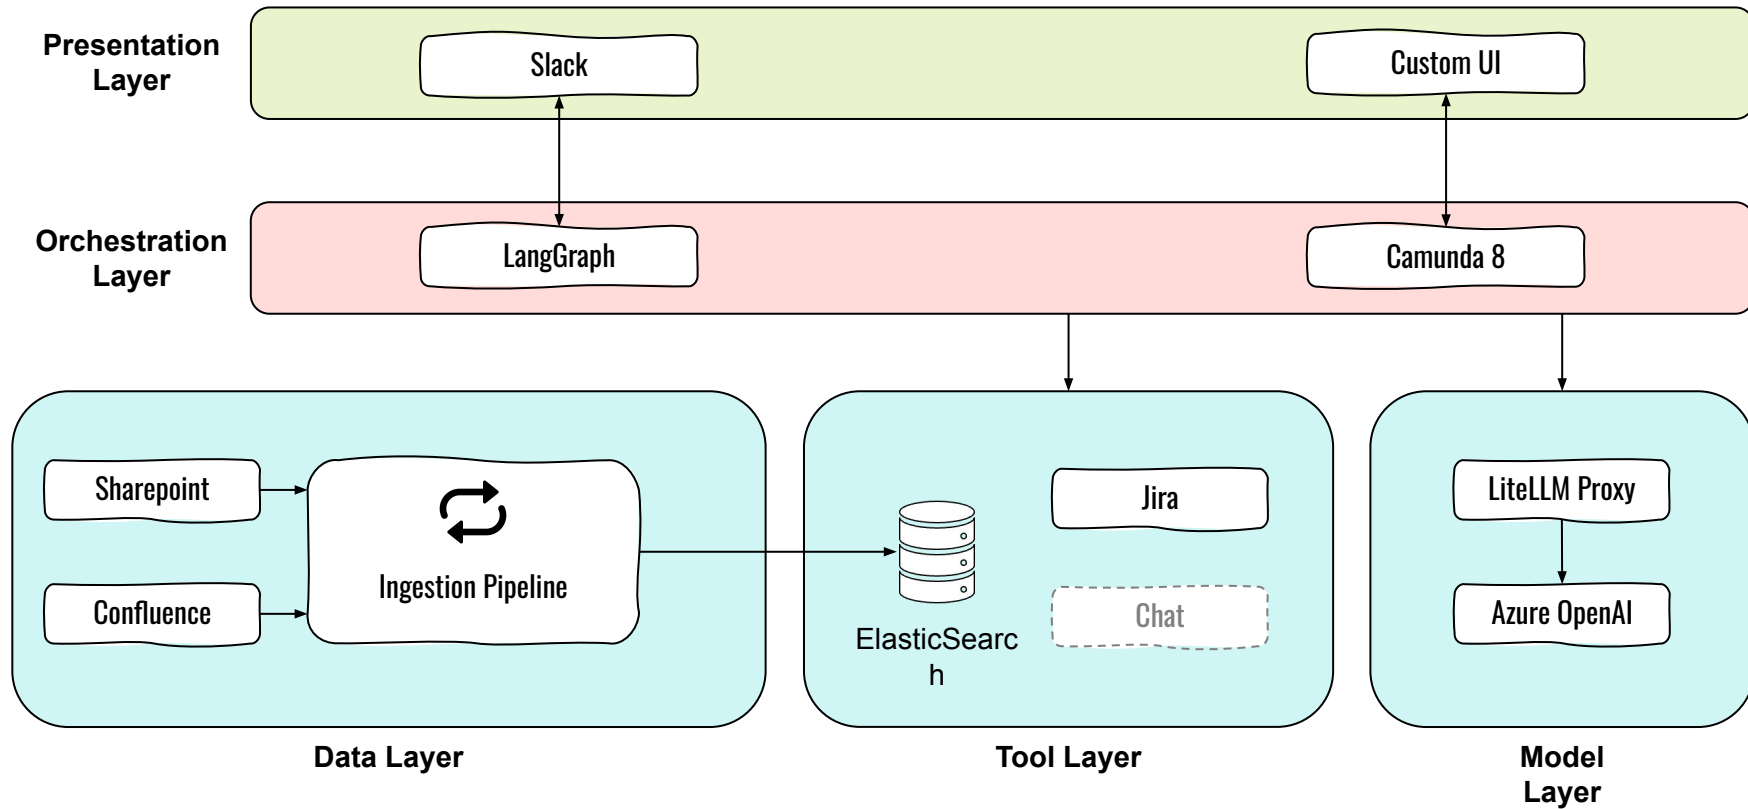 Presentation
Layer
Slack
Custom UI
Orchestration
Layer
LangGraph
Camunda 8
Sharepoint
Confluence
Ingestion Pipeline
ElasticSearc
h
Jira
Chat
LiteLLM Proxy
Azure OpenAI
Data Layer
Tool Layer
Model
Layer